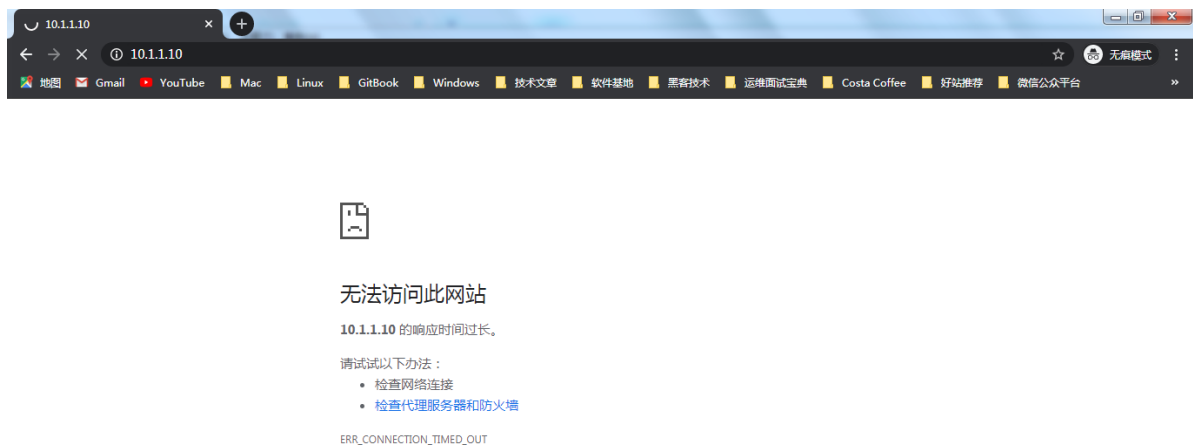 10.1.1.10
10.1.1.10
无痕模式
地图 Gmail YouTube Mac Linux GitBook Windows 技术文章 软件基地 黑客技术 运维面试宝典 Costa Coffee 好站推荐 微信公众平台 »
无法访问此网站
10.1.1.10 的响应时间过长。
请试试以下办法：
• 检查网络连接
• 检查代理服务器和防火墙
ERR_CONNECTION_TIMED_OUT